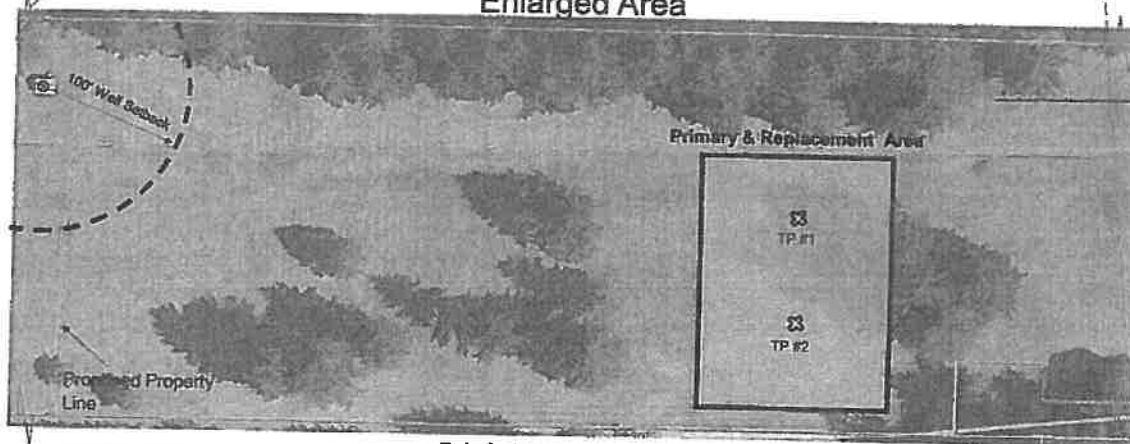 Enlarged Area
100' Well Setback
Primary & Replacement Area
TP #1
TP #2
Proposed Property
Line